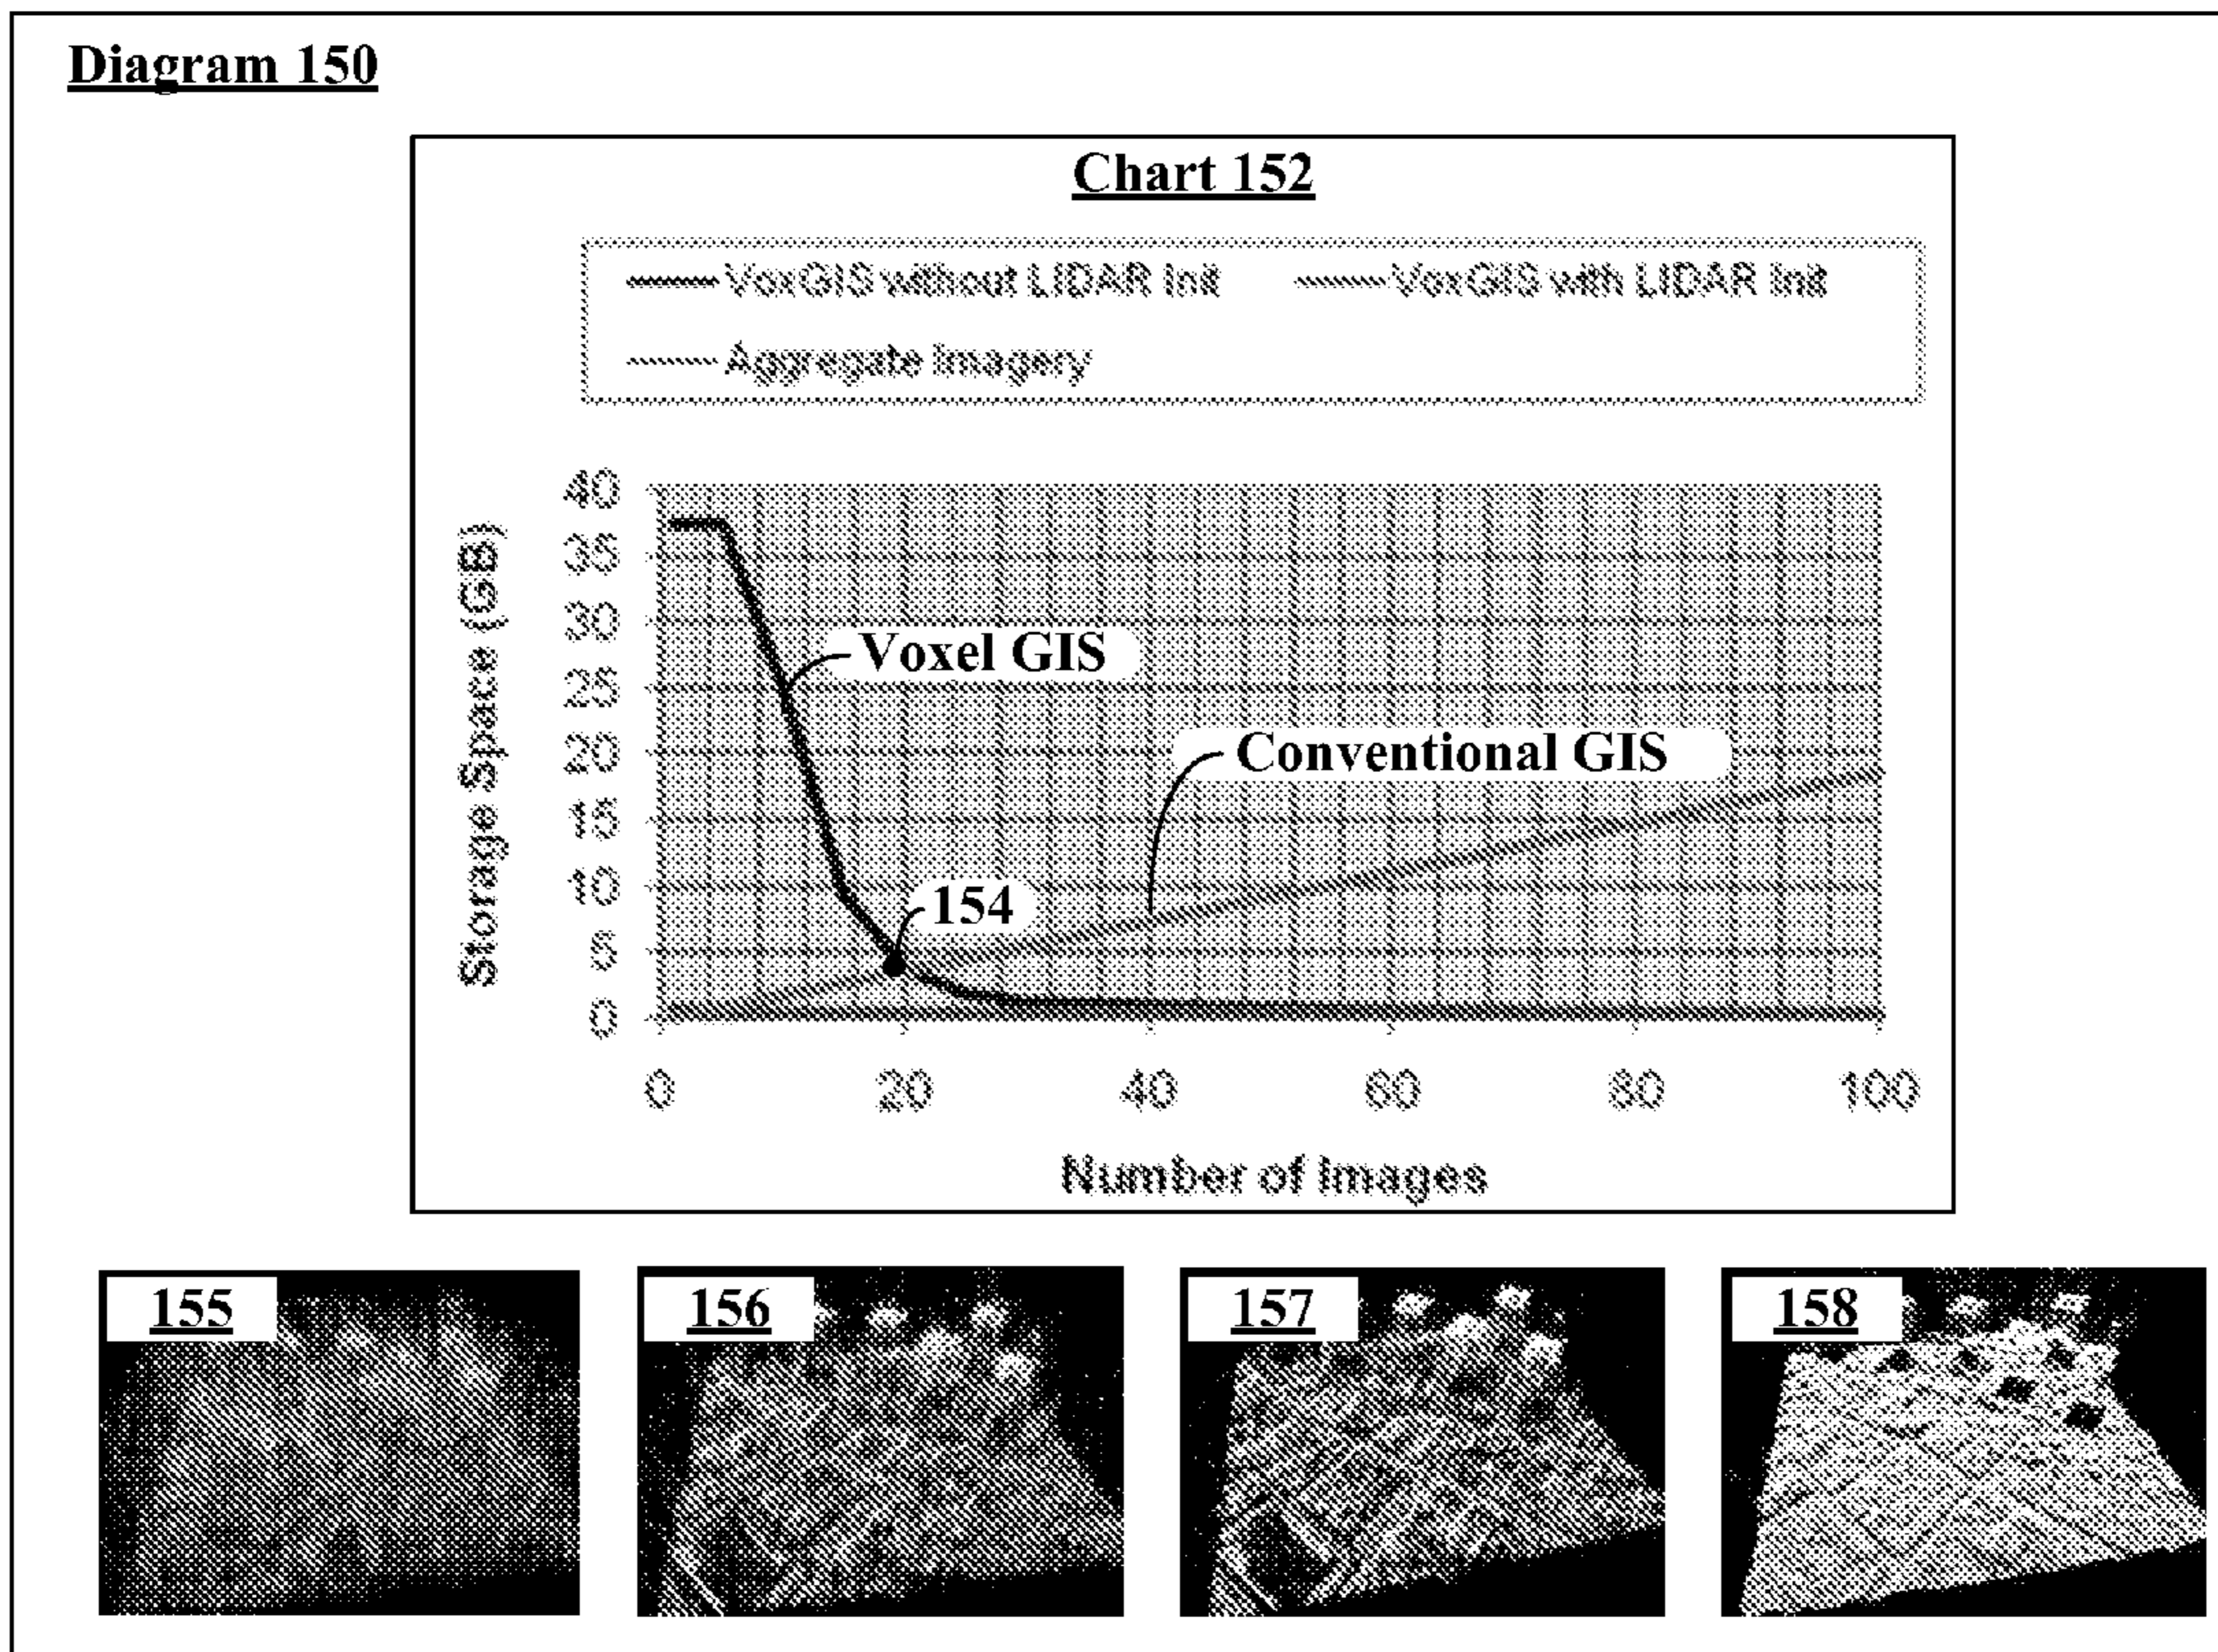 Diagram 150
Chart 152
VoxGIS without LIDAR Init
VoxGIS with LIDAR Init
Aggregate Imagery
Storage Space (GB)
40
35
30
25
20
15
10
5
0
Voxel GIS
Conventional GIS
154
0 20 40 60 80 100
Number of Images
155
156
157
158